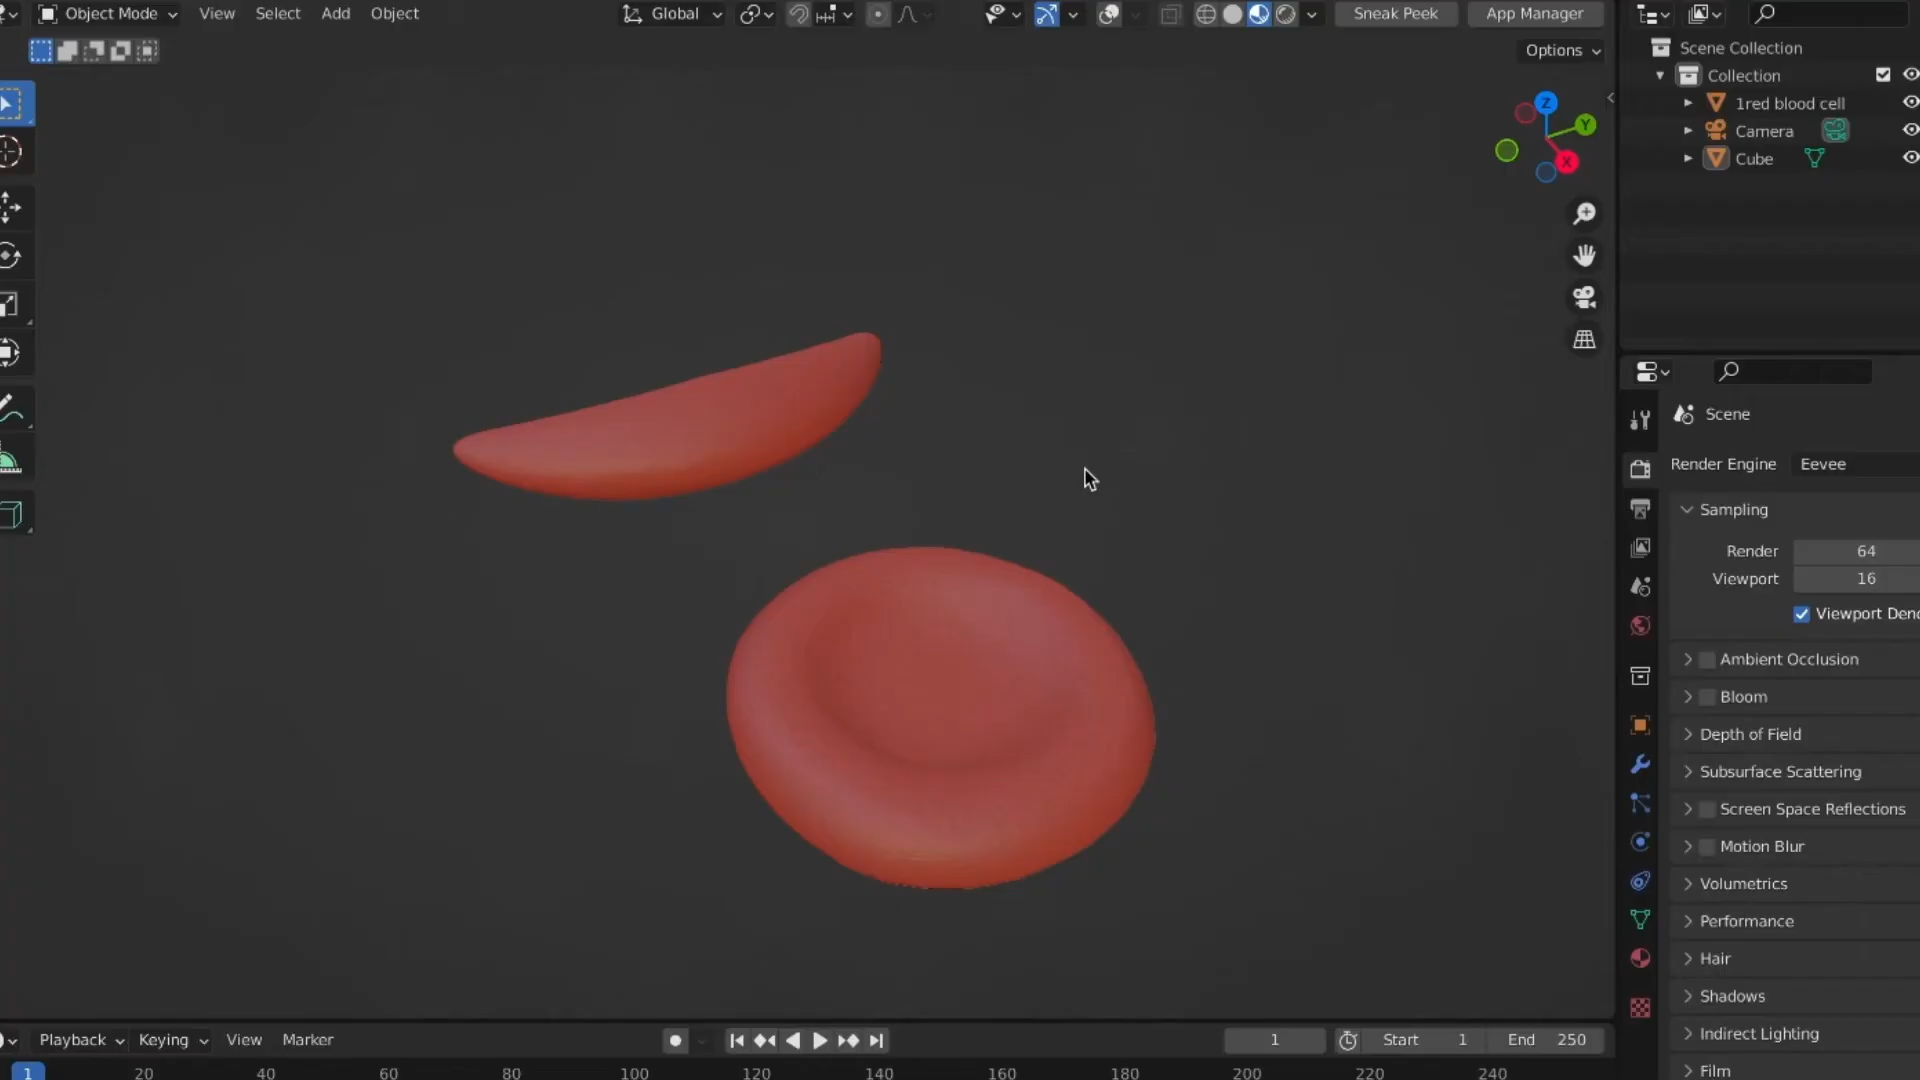 Object Mode View Select Add Object Global Sneak Peek App Manager
Options
Scene Collection
Collection
1red blood cell
Camera
Cube
Z
Y
X
Scene
Render Engine Eevee
Sampling
Render 64
Viewport 16
Viewport Deno
Ambient Occlusion
Bloom
Depth of Field
Subsurface Scattering
Screen Space Reflections
Motion Blur
Volumetrics
Performance
Hair
Shadows
Indirect Lighting
Film
Playback Keying View Marker 1 Start 1 End 250
1 20 40 60 80 100 120 140 160 180 200 220 240